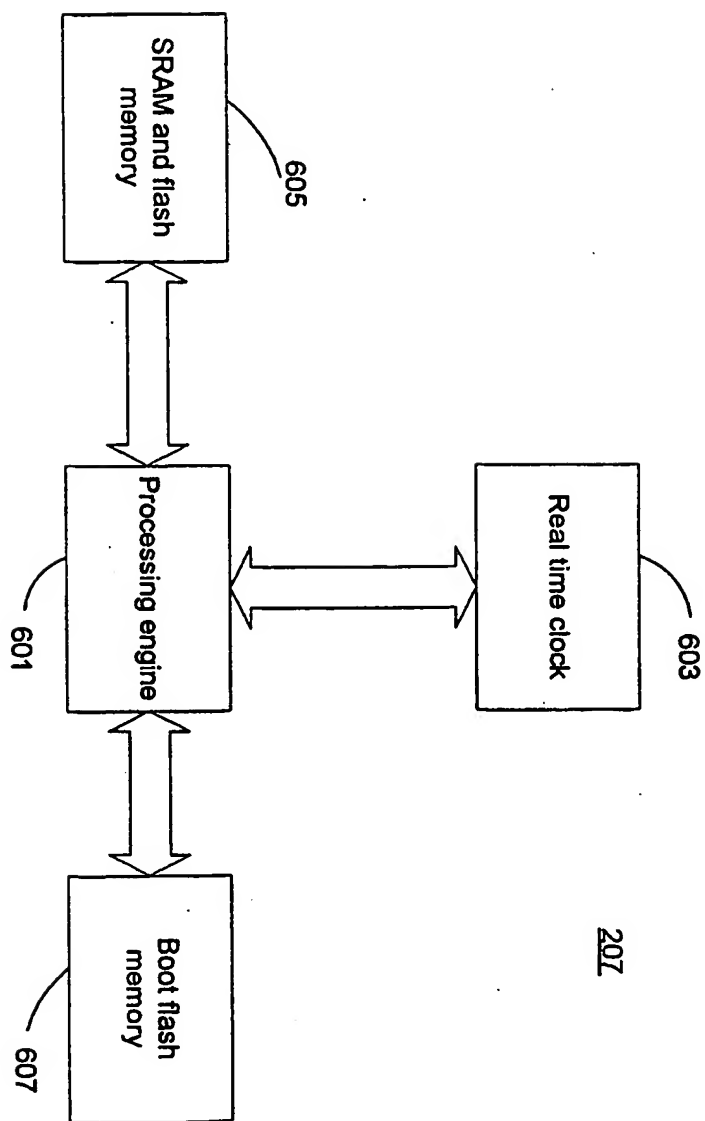 207
Real time clock
603
SRAM and flash
memory
605
Processing engine
601
Boot flash
memory
607